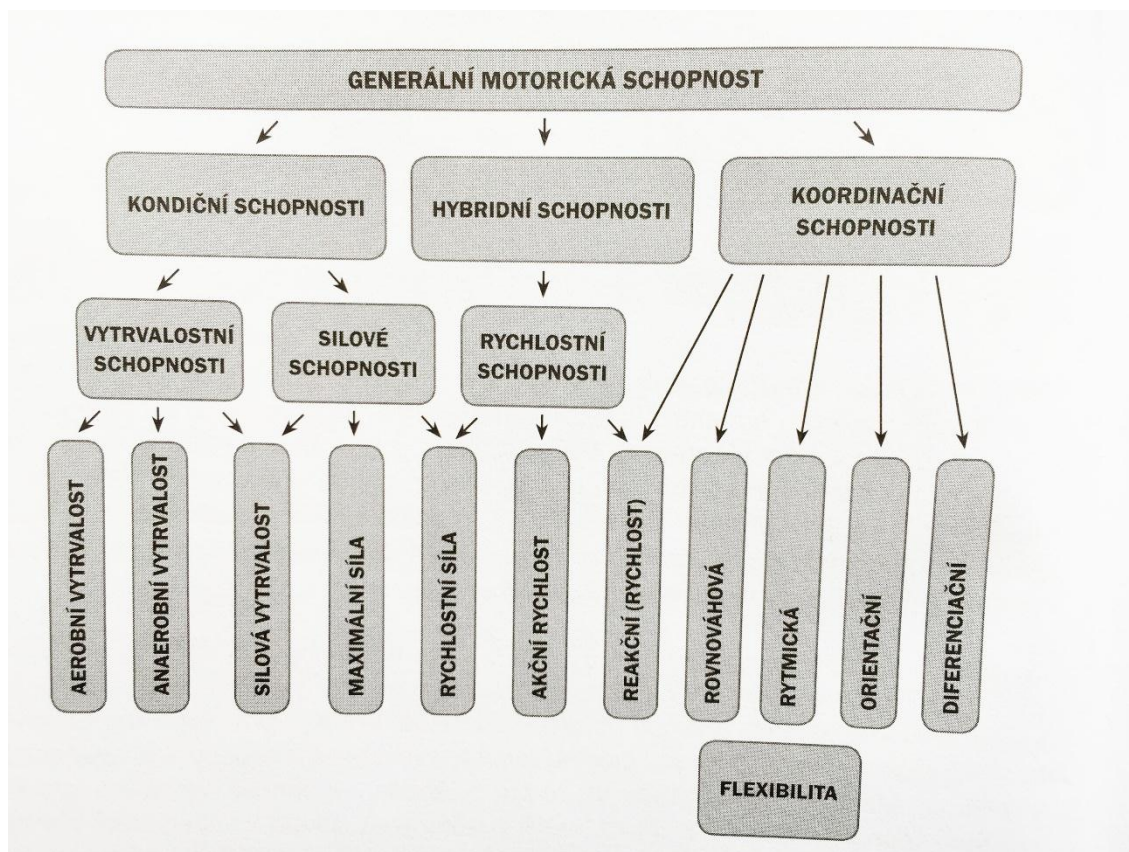 GENERÁLNÍ MOTORICKÁ SCHOPNOST
KONDIČNÍ SCHOPNOSTI
HYBRIDNÍ SCHOPNOSTI
KOORDINAČNÍ
SCHOPNOSTI
VYTRVALOSTNÍ
SCHOPNOSTI
SILOVÉ
SCHOPNOSTI
RYCHLOSTNÍ
SCHOPNOSTI
AEROBNÍ VYTRVALOST
ANAEROBNÍ VYTRVALOST
SILOVÁ VYTRVALOST
MAXIMÁLNÍ SÍLA
RYCHLOSTNÍ SÍLA
AKČNÍ RYCHLOST
REAKČNÍ (RYCHLOST)
ROVNOVÁHOVÁ
RYTMICKÁ
ORIENTAČNÍ
DIFERENCIAČNÍ
FLEXIBILITA